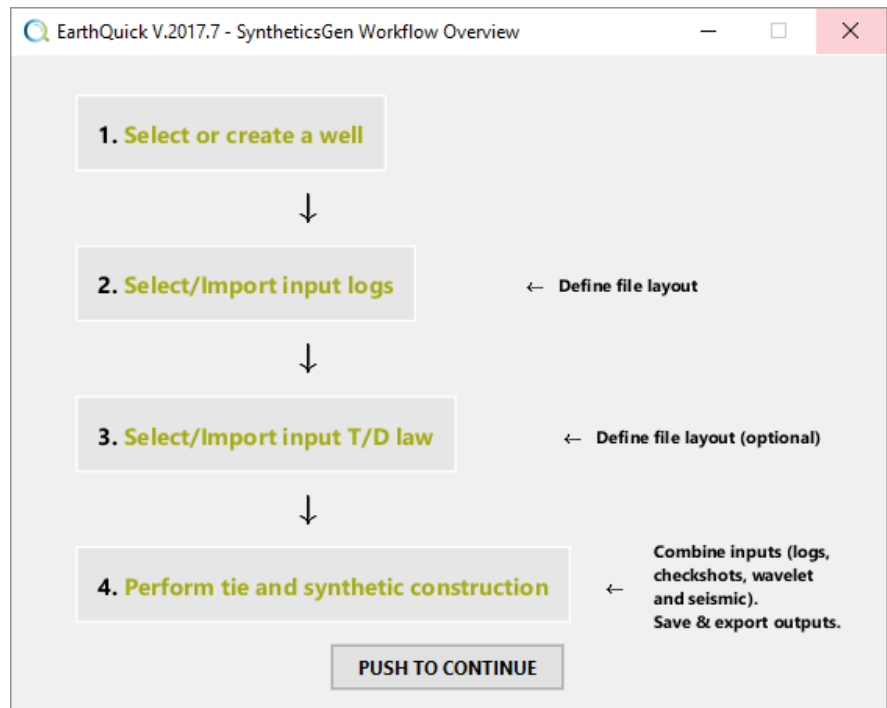 EarthQuick V.2017.7 - SyntheticsGen Workflow Overview
1. Select or create a well
↓
2. Select/Import input logs
← Define file layout
↓
3. Select/Import input T/D law
← Define file layout (optional)
↓
4. Perform tie and synthetic construction
← Combine inputs (logs,
checkshots, wavelet
and seismic).
Save & export outputs.
PUSH TO CONTINUE